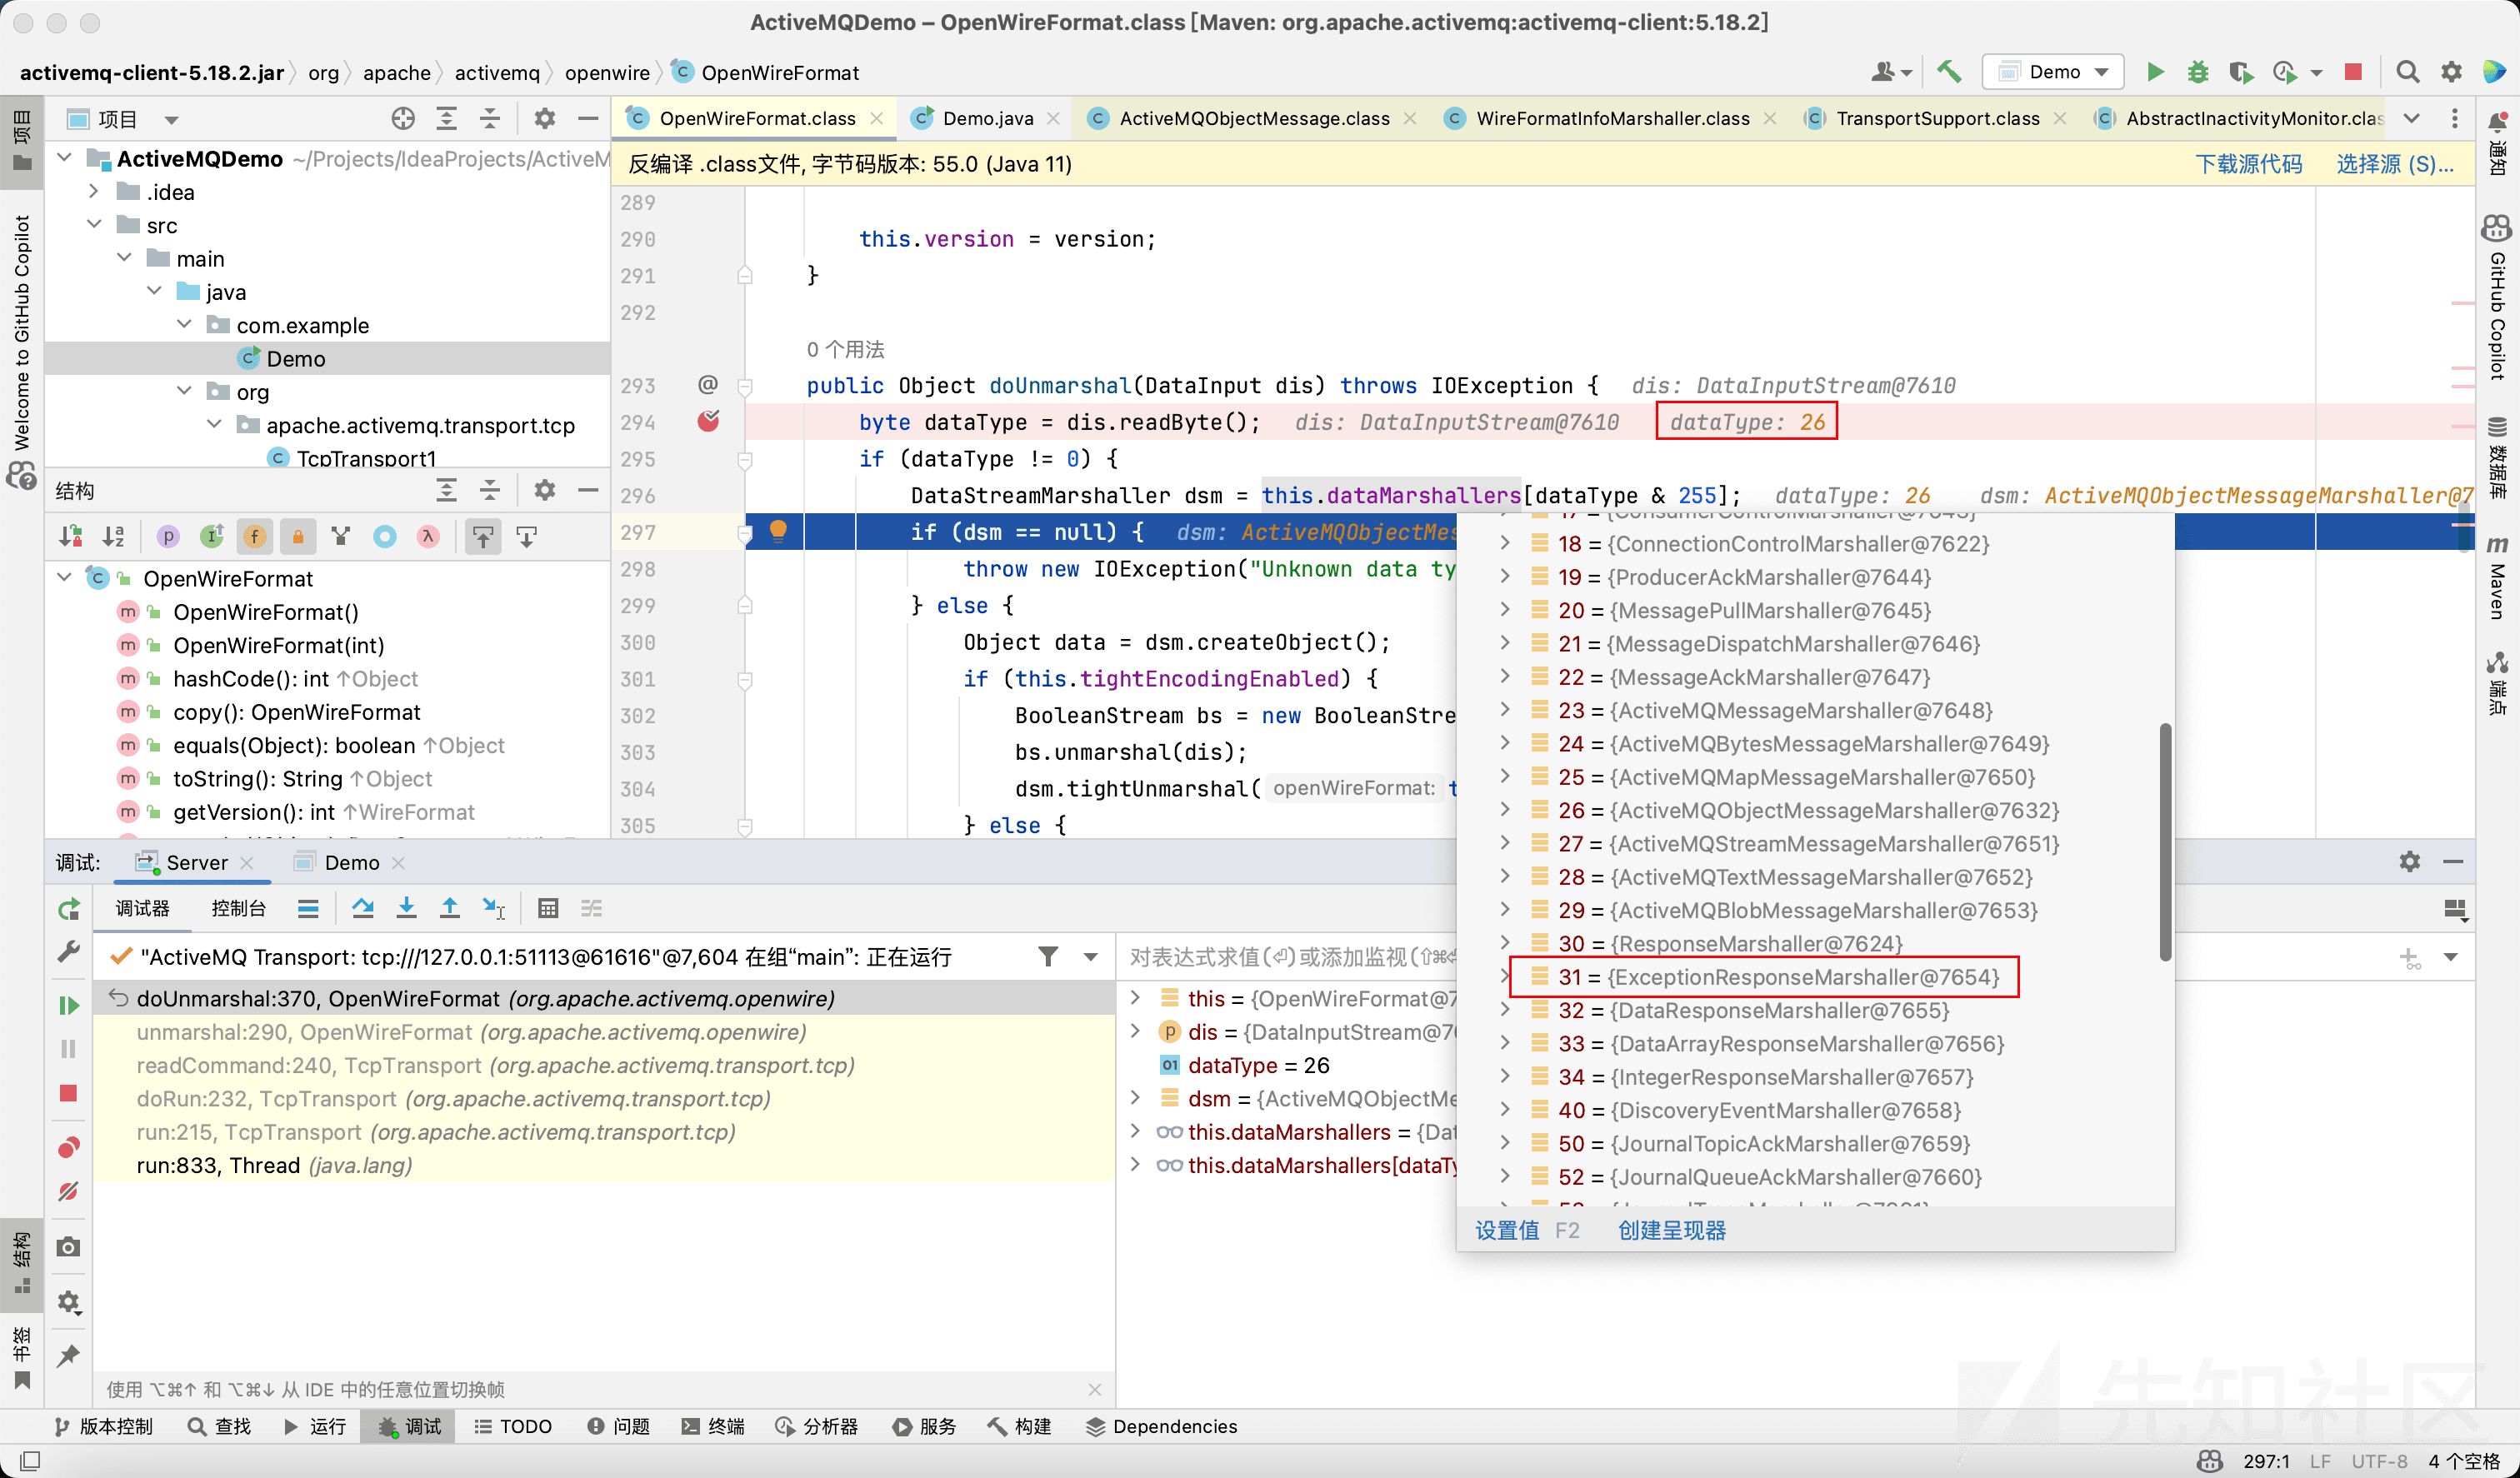 ActiveMQDemo – OpenWireFormat.class [Maven: org.apache.activemq:activemq-client:5.18.2]
activemq-client-5.18.2.jar 〉 org 〉 apache 〉 activemq 〉 openwire 〉 OpenWireFormat
Demo
项目
OpenWireFormat.class
Demo.java
ActiveMQObjectMessage.class
WireFormatInfoMarshaller.class
TransportSupport.class
AbstractInactivityMonitor.clas
项目
Welcome to GitHub Copilot
结构
书签
ActiveMQDemo ~/Projects/IdeaProjects/ActiveM
.idea
src
main
java
com.example
Demo
org
apache.activemq.transport.tcp
TcpTransport1
结构
OpenWireFormat
OpenWireFormat()
OpenWireFormat(int)
hashCode(): int ↑Object
copy(): OpenWireFormat
equals(Object): boolean ↑Object
toString(): String ↑Object
getVersion(): int ↑WireFormat
反编译 .class文件, 字节码版本: 55.0 (Java 11)
下载源代码
选择源 (S)...
289
290 this.version = version;
291 }
292
0 个用法
293 @ public Object doUnmarshal(DataInput dis) throws IOException { dis: DataInputStream@7610
294 byte dataType = dis.readByte(); dis: DataInputStream@7610 dataType: 26
295 if (dataType != 0) {
296 DataStreamMarshaller dsm = this.dataMarshallers[dataType & 255]; dataType: 26 dsm: ActiveMQObjectMessageMarshaller@7
297 if (dsm == null) { dsm: ActiveMQObjectMes
298 throw new IOException("Unknown data ty
299 } else {
300 Object data = dsm.createObject();
301 if (this.tightEncodingEnabled) {
302 BooleanStream bs = new BooleanStre
303 bs.unmarshal(dis);
304 dsm.tightUnmarshal( openWireFormat: t
305 } else {
17 = {ConsumerControlMarshaller@7643}
18 = {ConnectionControlMarshaller@7622}
19 = {ProducerAckMarshaller@7644}
20 = {MessagePullMarshaller@7645}
21 = {MessageDispatchMarshaller@7646}
22 = {MessageAckMarshaller@7647}
23 = {ActiveMQMessageMarshaller@7648}
24 = {ActiveMQBytesMessageMarshaller@7649}
25 = {ActiveMQMapMessageMarshaller@7650}
26 = {ActiveMQObjectMessageMarshaller@7632}
27 = {ActiveMQStreamMessageMarshaller@7651}
28 = {ActiveMQTextMessageMarshaller@7652}
29 = {ActiveMQBlobMessageMarshaller@7653}
30 = {ResponseMarshaller@7624}
31 = {ExceptionResponseMarshaller@7654}
32 = {DataResponseMarshaller@7655}
33 = {DataArrayResponseMarshaller@7656}
34 = {IntegerResponseMarshaller@7657}
40 = {DiscoveryEventMarshaller@7658}
50 = {JournalTopicAckMarshaller@7659}
52 = {JournalQueueAckMarshaller@7660}
设置值 F2 创建呈现器
通知
GitHub Copilot
数据库
Maven
端点
调试: Server Demo
调试器 控制台
"ActiveMQ Transport: tcp:///127.0.0.1:51113@61616"@7,604 在组“main”: 正在运行
doUnmarshal:370, OpenWireFormat (org.apache.activemq.openwire)
unmarshal:290, OpenWireFormat (org.apache.activemq.openwire)
readCommand:240, TcpTransport (org.apache.activemq.transport.tcp)
doRun:232, TcpTransport (org.apache.activemq.transport.tcp)
run:215, TcpTransport (org.apache.activemq.transport.tcp)
run:833, Thread (java.lang)
使用 ⌥⌘↑ 和 ⌥⌘↓ 从 IDE 中的任意位置切换帧
对表达式求值(⏎)或添加监视(⇧⌘⏎
this = {OpenWireFormat@7
dis = {DataInputStream@76
dataType = 26
dsm = {ActiveMQObjectMe
this.dataMarshallers = {Dat
this.dataMarshallers[dataTy
先知社区
版本控制 查找 运行 调试 TODO 问题 终端 分析器 服务 构建 Dependencies
297:1 LF UTF-8 4 个空格